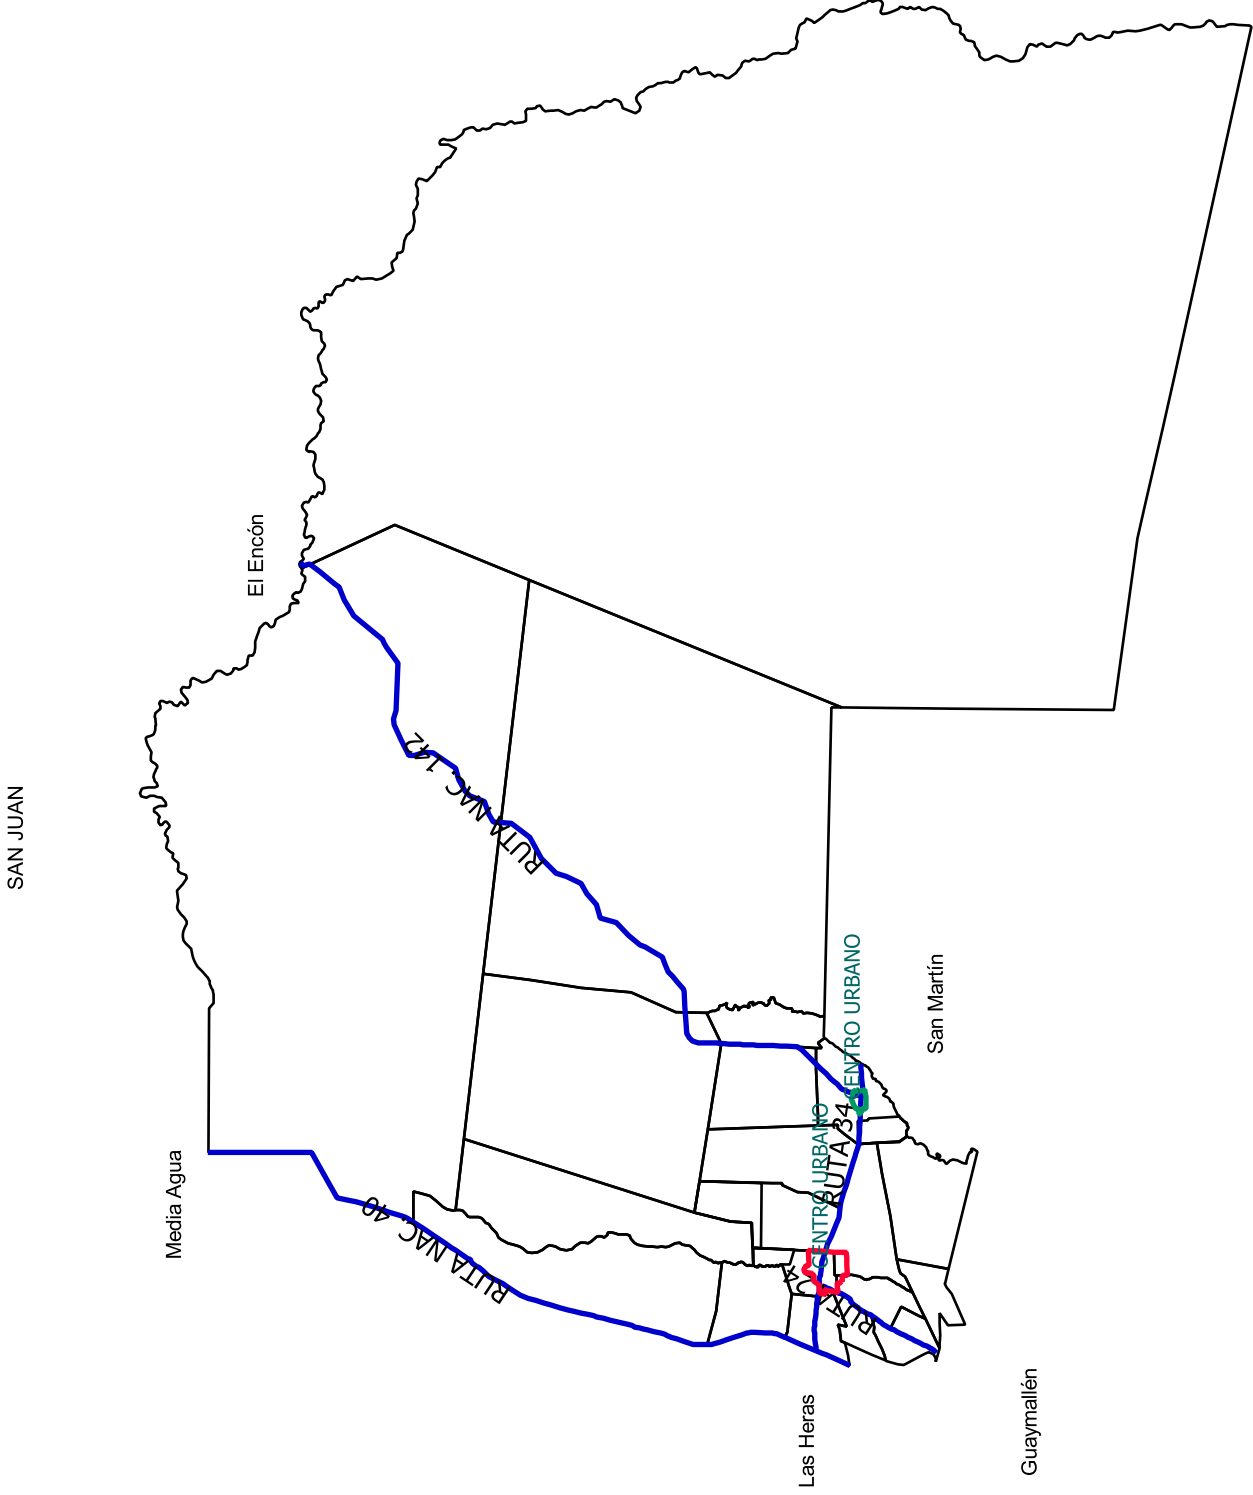 SAN JUAN
Media Agua
El Encón
RUTA NAC. 142
RUTA NAC. 40
CENTRO URBANO
CENTRO URBANO
RUTA 34
San Martín
RUTA
Las Heras
Guaymallén